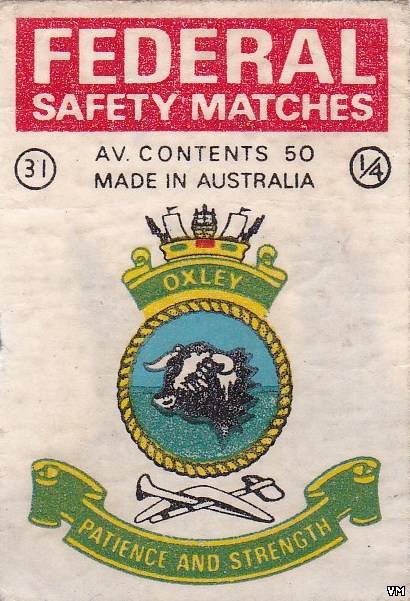 FEDERAL
SAFETY MATCHES
31 AV. CONTENTS 50 1/4
MADE IN AUSTRALIA
OXLEY
PATIENCE AND STRENGTH
VM